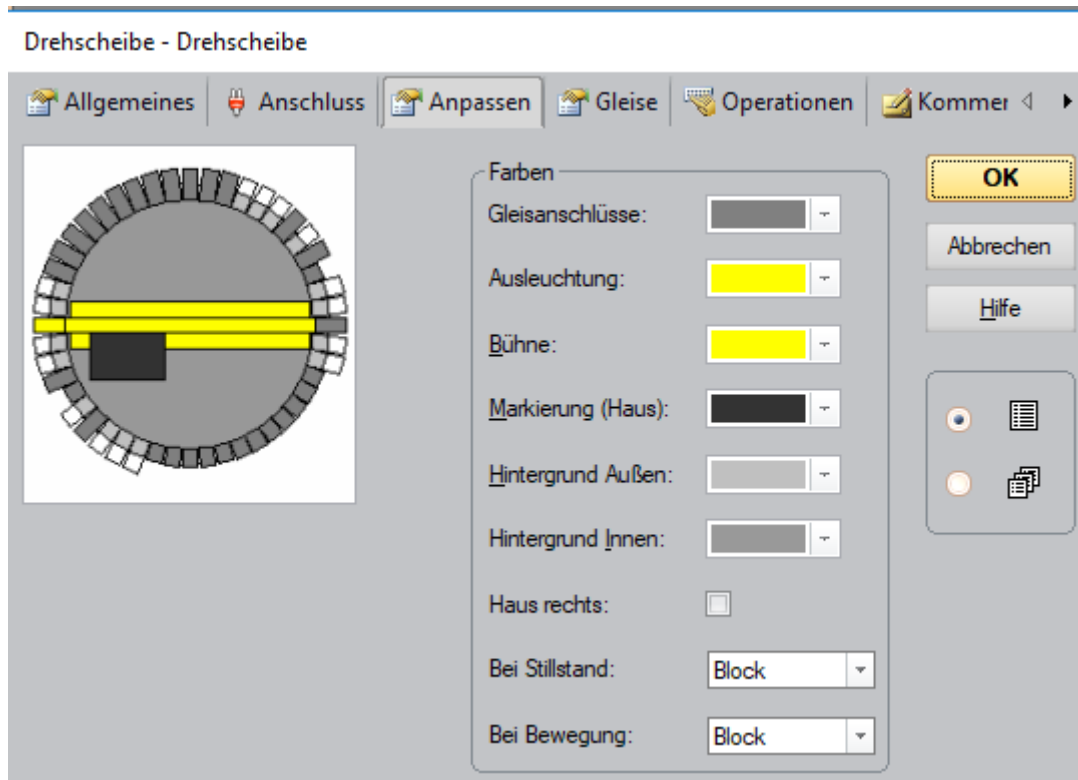 Drehscheibe - Drehscheibe
Allgemeines Anschluss Anpassen Gleise Operationen Kommer
Farben
Gleisanschlüsse:
Ausleuchtung:
Bühne:
Markierung (Haus):
Hintergrund Außen:
Hintergrund Innen:
Haus rechts:
Bei Stillstand: Block
Bei Bewegung: Block
OK
Abbrechen
Hilfe